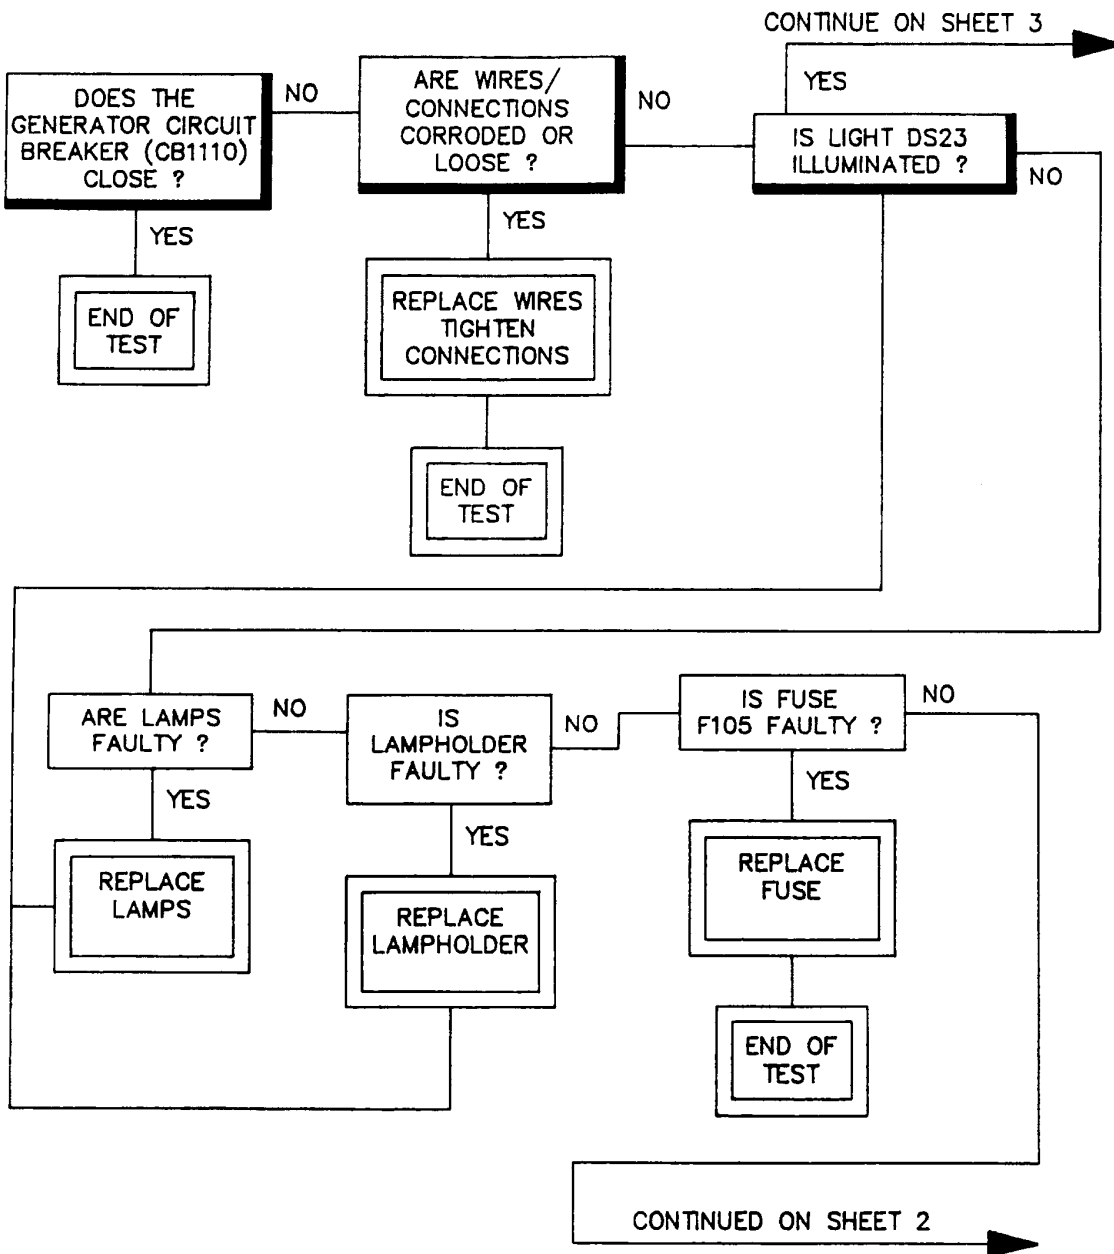 CONTINUE ON SHEET 3
DOES THE
GENERATOR CIRCUIT
BREAKER (CB1110)
CLOSE ?
NO
ARE WIRES/
CONNECTIONS
CORRODED OR
LOOSE ?
NO
YES
IS LIGHT DS23
ILLUMINATED ?
NO
YES
END OF
TEST
YES
REPLACE WIRES
TIGHTEN
CONNECTIONS
END OF
TEST
ARE LAMPS
FAULTY ?
NO
IS
LAMPHOLDER
FAULTY ?
NO
IS FUSE
F105 FAULTY ?
NO
YES
REPLACE
LAMPS
YES
REPLACE
LAMPHOLDER
YES
REPLACE
FUSE
END OF
TEST
CONTINUED ON SHEET 2